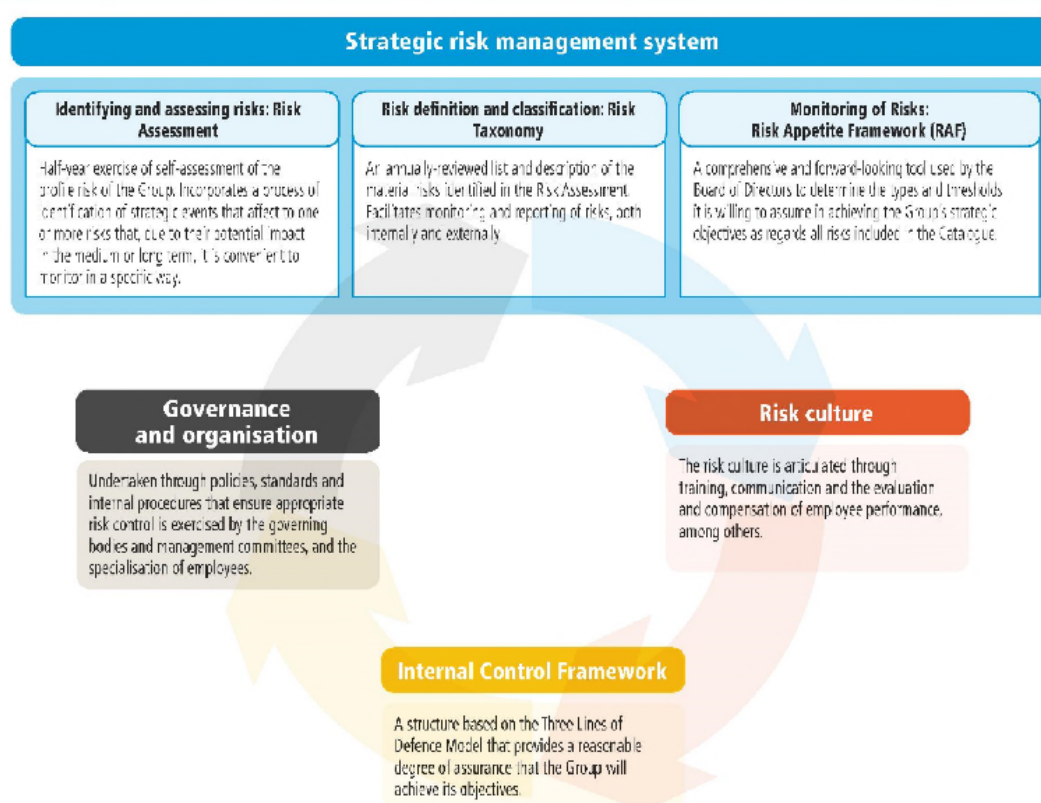 Strategic risk management system
Identifying and assessing risks: Risk
Assessment
Half-year exercise of self-assessment of the
profile risk of the Group. Incorporates a process of
identification of strategic events that affect to one
or more risks that, due to their potential impact
in the medium or long term, it is convenient to
monitor in a specific way.
Risk definition and classification: Risk
Taxonomy
An annually-reviewed list and description of the
material risks identified in the Risk Assessment.
Facilitates monitoring and reporting of risks, both
internally and externally
Monitoring of Risks:
Risk Appetite Framework (RAF)
A comprehensive and forward-looking tool used by the
Board of Directors to determine the types and thresholds
it is willing to assume in achieving the Group's strategic
objectives as regards all risks included in the Catalogue.
Governance
and organisation
Undertaken through policies, standards and
internal procedures that ensure appropriate
risk control is exercised by the governing
bodies and management committees, and the
specialisation of employees.
Risk culture
The risk culture is articulated through
training, communication and the evaluation
and compensation of employee performance,
among others.
Internal Control Framework
A structure based on the Three Lines of
Defence Model that provides a reasonable
degree of assurance that the Group will
achieve its objectives.